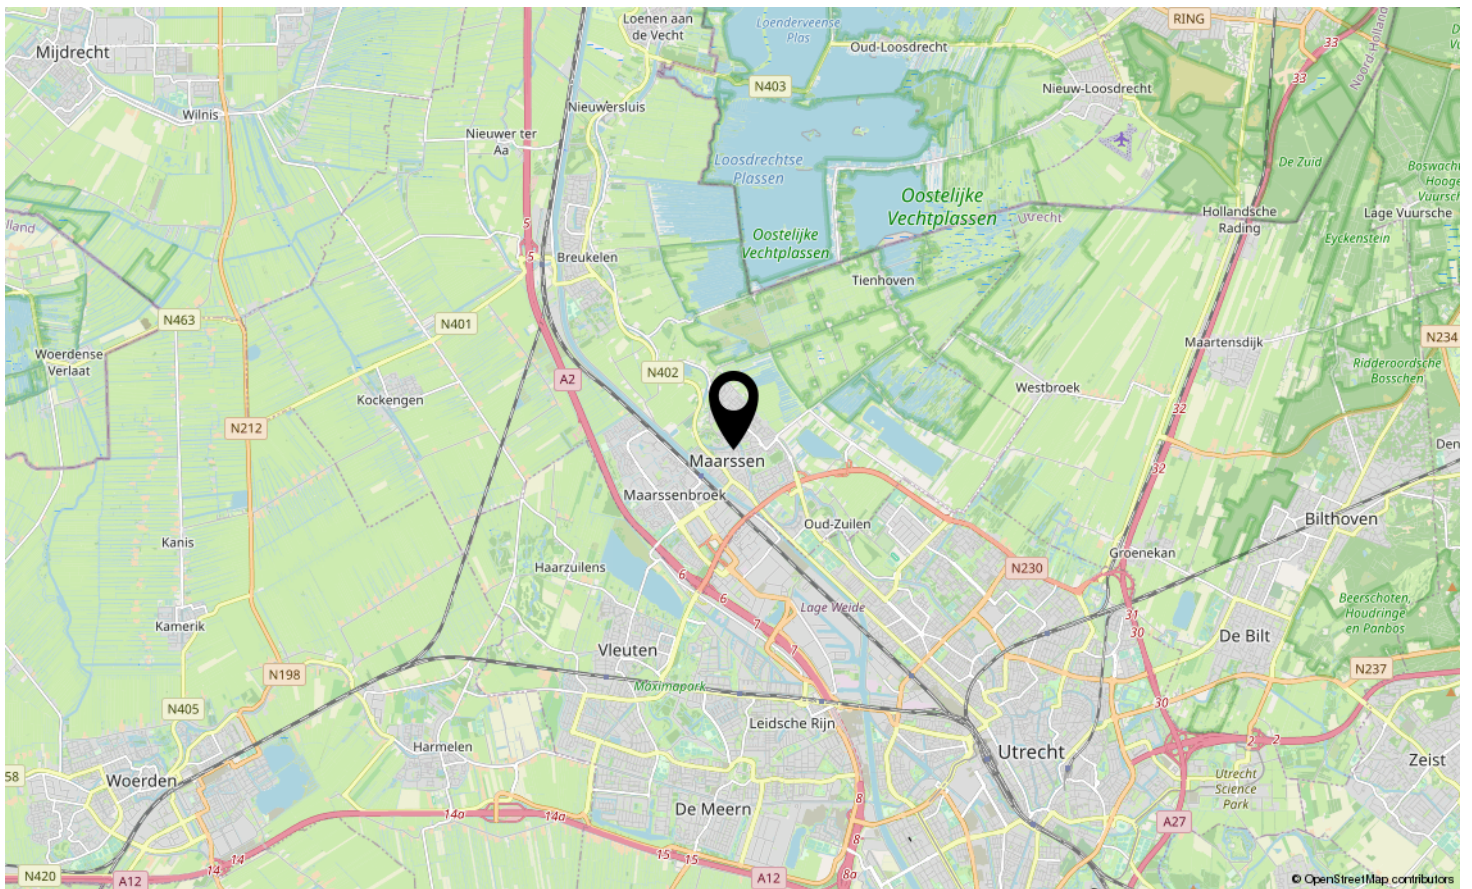 Loenen aan
de Vecht
Loenderveense
Plas
RING
33
Mijdrecht
Oud-Loosdrecht
33
Noord-Holland
N403
Nieuw-Loosdrecht
Nieuwersluis
Wilnis
Nieuwer ter
Aa
Loosdrechtse
Plassen
De Zuid
Oostelijke
Vechtplassen
Utrecht
Hollandsche
Rading
Lage Vuursche
5
5
Oostelijke
Vechtplassen
Eyckenstein
Breukelen
Tienhoven
N463
N401
N234
Maartensdijk
Woerdense
Verlaat
Ridderoordsche
Bosschen
N402
A2
Westbroek
Kockengen
32
N212
Maarssen
32
Maarssenbroek
Bilthoven
Oud-Zuilen
Kanis
Groenekan
Haarzuilens
N230
6
6
Beerschoten,
Houdringe
en Panbos
Lage Weide
31
30
Kamerik
7
7
De Bilt
Vleuten
N198
N237
Máximapark
30
N405
Leidsche Rijn
2
2
Harmelen
Utrecht
Zeist
58
Woerden
Utrecht
Science
Park
De Meern
8
14a
14a
A27
8
14
14
15
15
N420
A12
A12
8a
© OpenStreetMap contributors